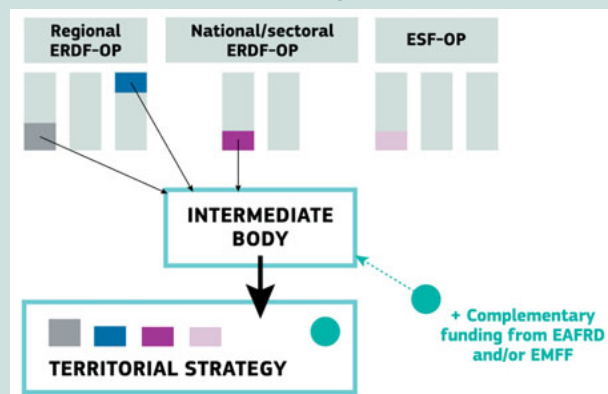 Regional
ERDF-OP
National/sectoral
ERDF-OP
ESF-OP
INTERMEDIATE
BODY
+ Complementary
funding from EAFRD
and/or EMFF
TERRITORIAL STRATEGY